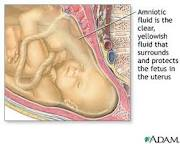 Amniotic
fluid is the
clear,
yellowish
fluid that
surrounds
and protects
the fetus in
the uterus
ADAM.